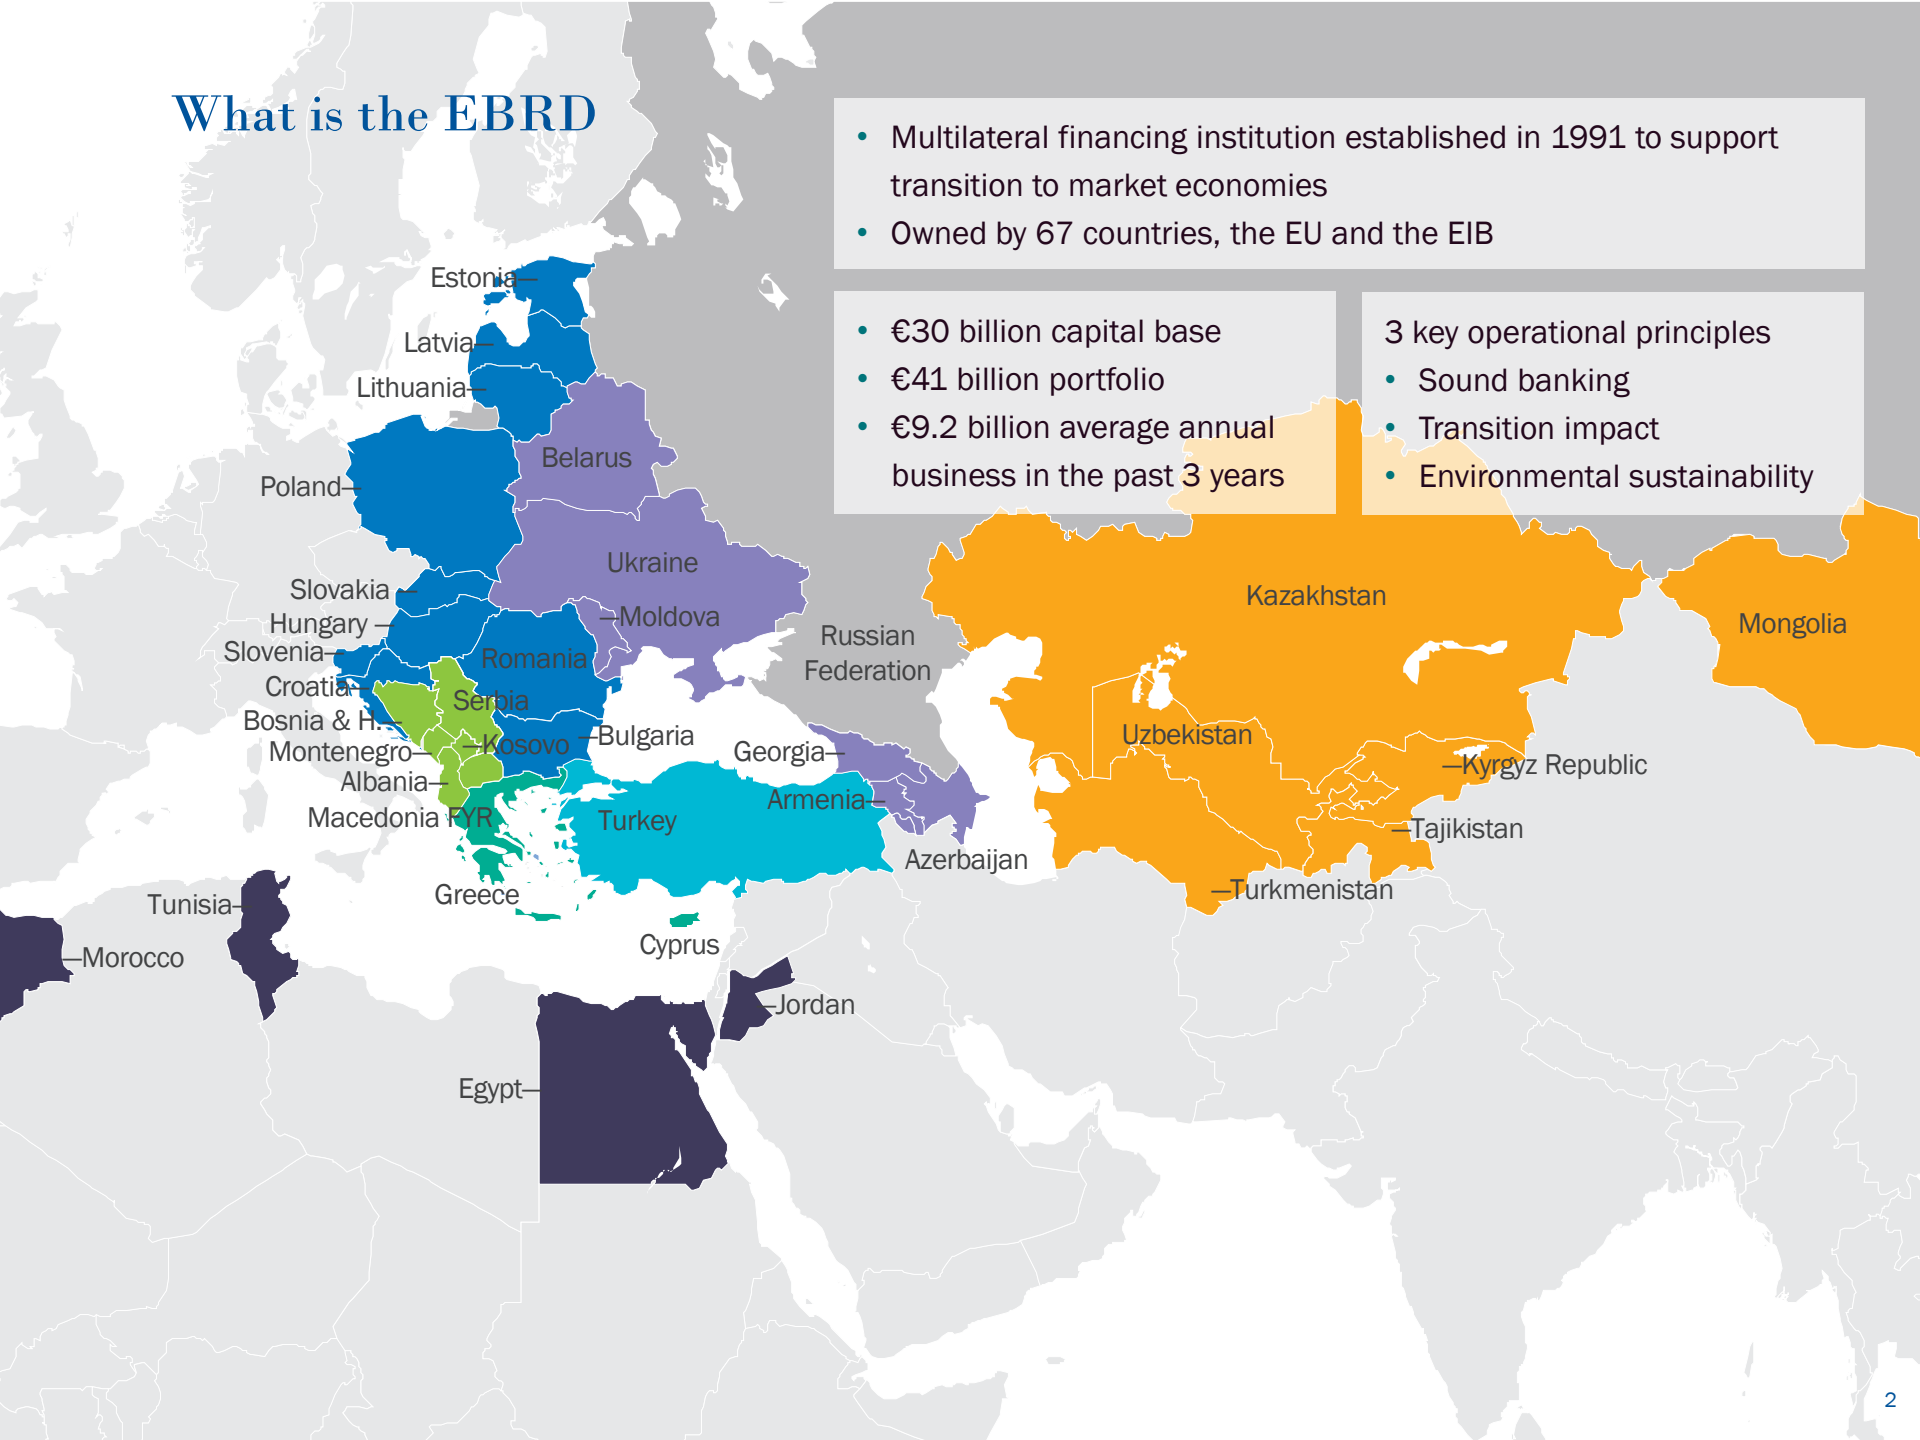 What is the EBRD
• Multilateral financing institution established in 1991 to support
transition to market economies
• Owned by 67 countries, the EU and the EIB
• €30 billion capital base
• €41 billion portfolio
• €9.2 billion average annual
business in the past 3 years
3 key operational principles
• Sound banking
• Transition impact
• Environmental sustainability
Estonia
Latvia
Lithuania
Belarus
Poland
Ukraine
Slovakia
Kazakhstan
Moldova
Hungary
Mongolia
Russian
Federation
Slovenia
Romania
Croatia
Serbia
Bosnia & H.
Bulgaria
Uzbekistan
Kosovo
Montenegro
Georgia
Kyrgyz Republic
Albania
Armenia
Macedonia FYR
Turkey
Tajikistan
Azerbaijan
Greece
Turkmenistan
Tunisia
Cyprus
Morocco
Jordan
Egypt
2